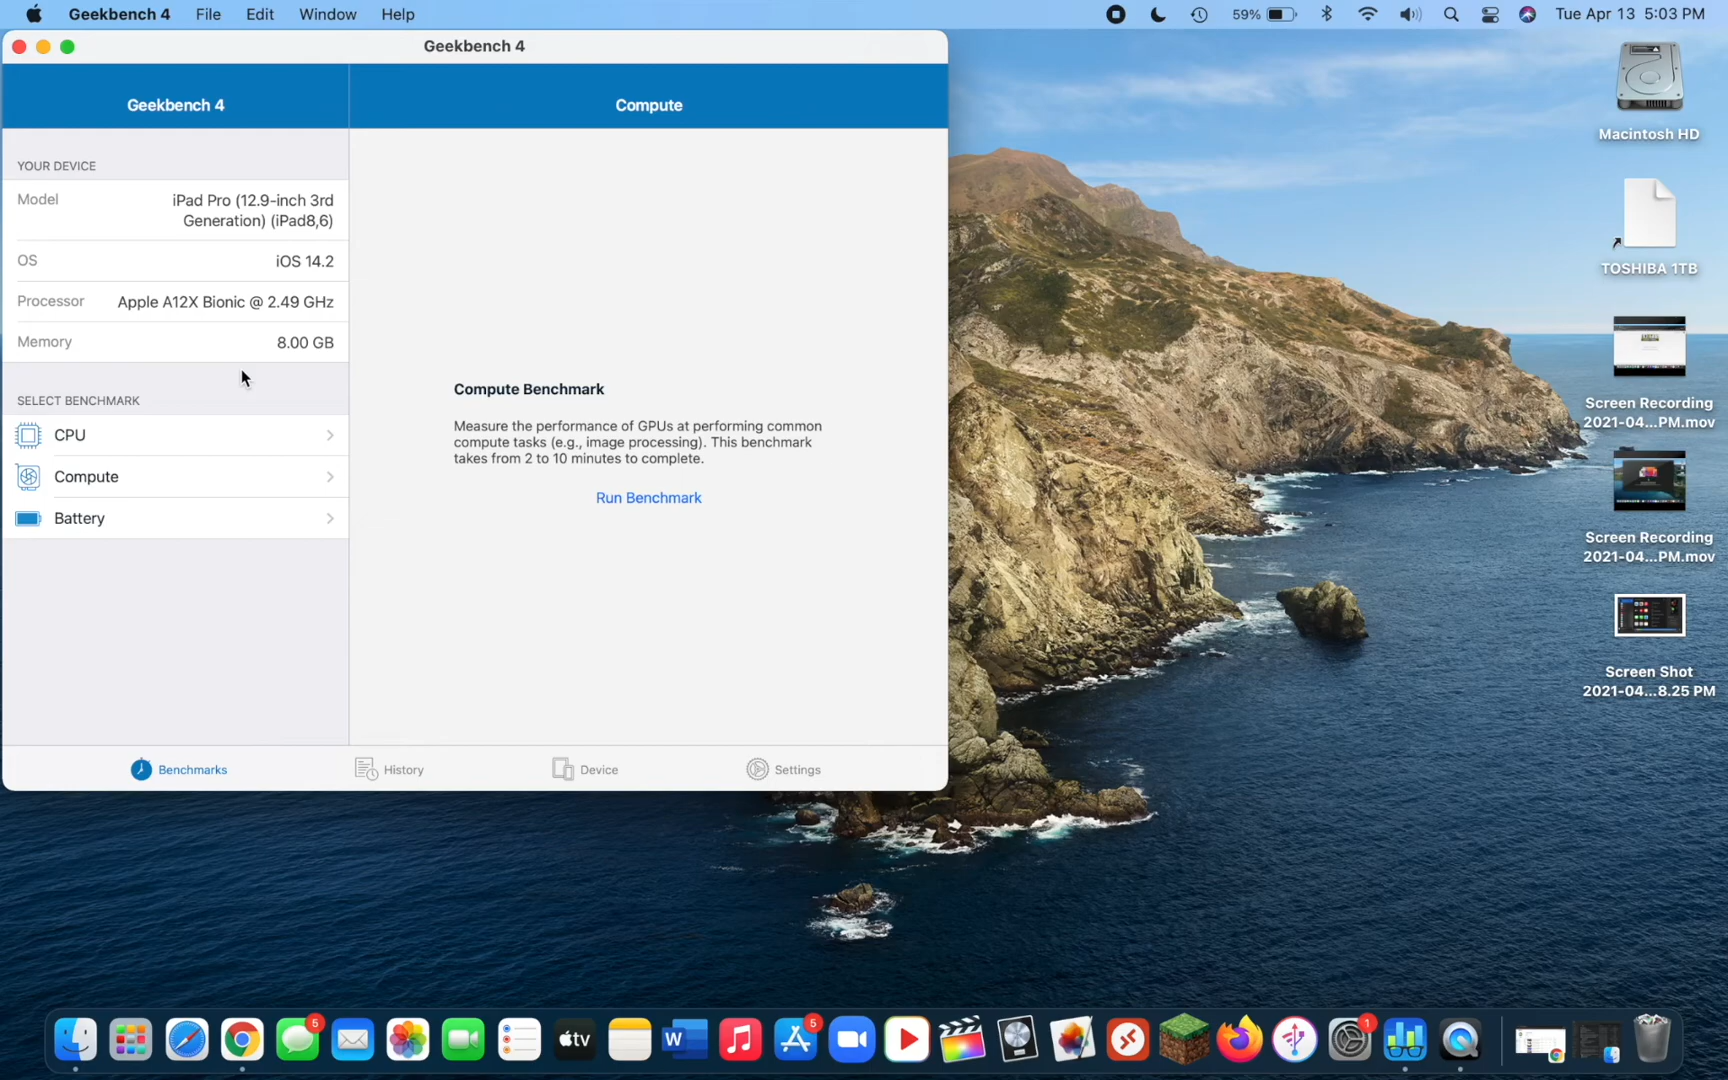 Geekbench 4 File Edit Window Help 59% Tue Apr 13 5:03 PM
Geekbench 4
Geekbench 4
Compute
YOUR DEVICE
Model iPad Pro (12.9-inch 3rd
Generation) (iPad8,6)
OS iOS 14.2
Processor Apple A12X Bionic @ 2.49 GHz
Memory 8.00 GB
SELECT BENCHMARK
CPU
Compute
Battery
Compute Benchmark
Measure the performance of GPUs at performing common
compute tasks (e.g., image processing). This benchmark
takes from 2 to 10 minutes to complete.
Run Benchmark
Benchmarks History Device Settings
Macintosh HD
TOSHIBA 1TB
Screen Recording
2021-04...PM.mov
Screen Recording
2021-04...PM.mov
Screen Shot
2021-04...8.25 PM
5
tv
W
5
1